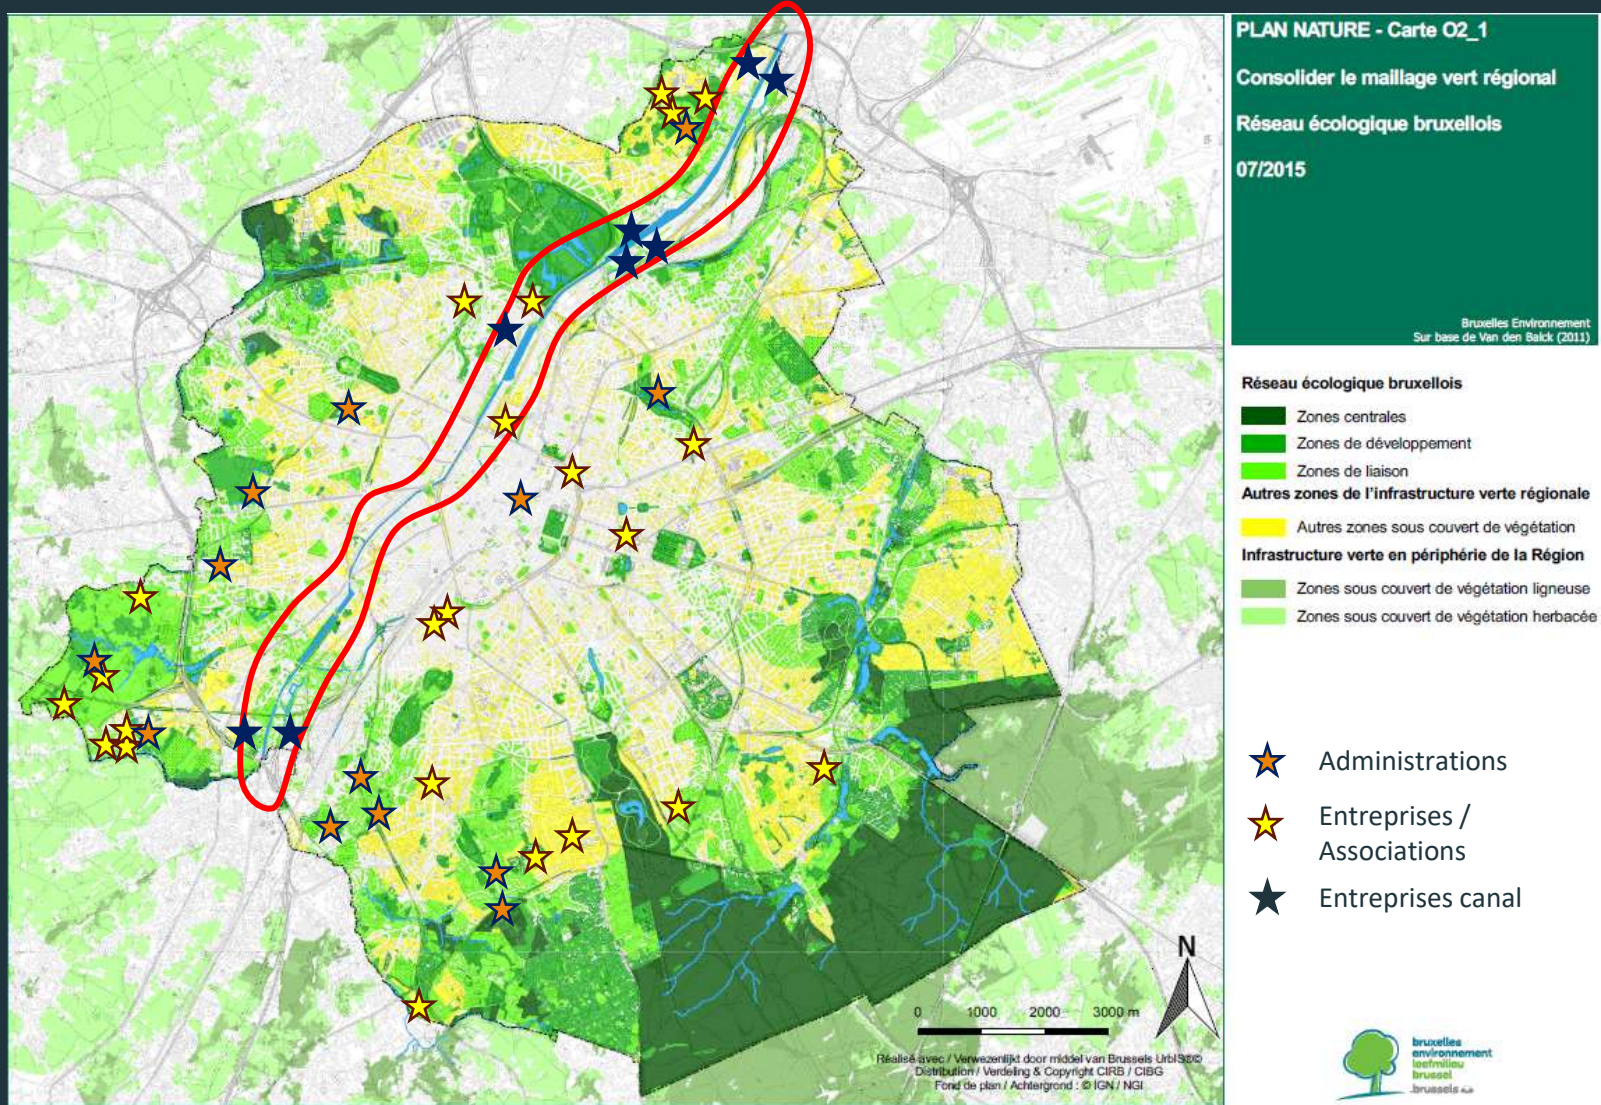 PLAN NATURE - Carte O2_1
Consolider le maillage vert régional
Réseau écologique bruxellois
07/2015
Bruxelles Environnement
Sur base de Van den Balck (2011)
Réseau écologique bruxellois
Zones centrales
Zones de développement
Zones de liaison
Autres zones de l'infrastructure verte régionale
Autres zones sous couvert de végétation
Infrastructure verte en périphérie de la Région
Zones sous couvert de végétation ligneuse
Zones sous couvert de végétation herbacée
Administrations
Entreprises /
Associations
Entreprises canal
N
0 1000 2000 3000 m
Réalisé avec / Verwezenlijkt door middel van Brussels UrbIS®©
Distribution / Verdeling & Copyright CIRB / CIBG
Fond de plan / Achtergrond : © IGN / NGI
bruxelles
environnement
leefmilieu
brussel
.brussels